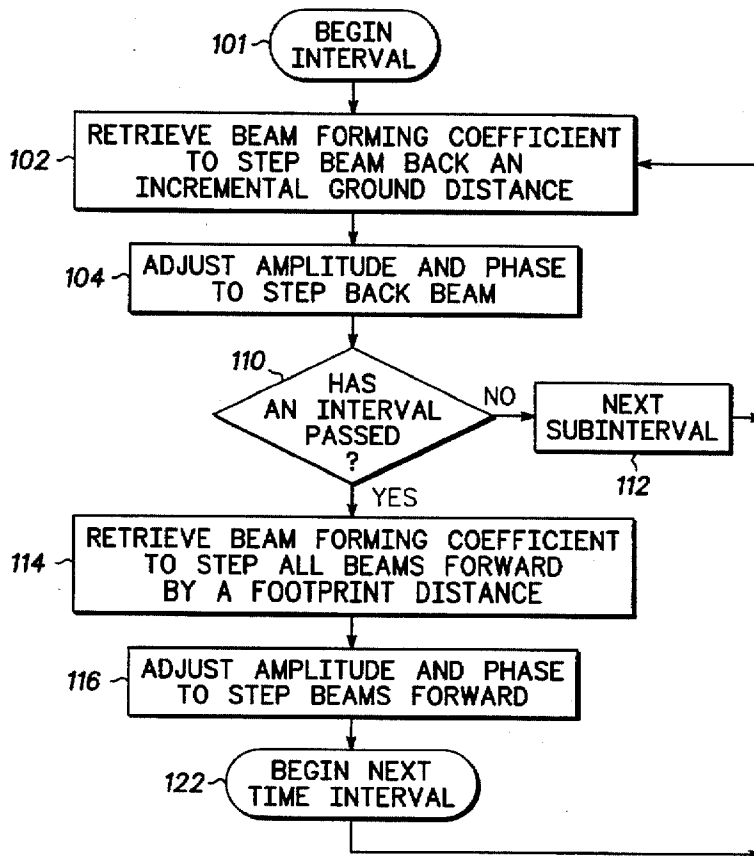 101
BEGIN
INTERVAL
102
RETRIEVE BEAM FORMING COEFFICIENT
TO STEP BEAM BACK AN
INCREMENTAL GROUND DISTANCE
104
ADJUST AMPLITUDE AND PHASE
TO STEP BACK BEAM
110
HAS
AN INTERVAL
PASSED
?
NO
NEXT
SUBINTERVAL
112
YES
114
RETRIEVE BEAM FORMING COEFFICIENT
TO STEP ALL BEAMS FORWARD
BY A FOOTPRINT DISTANCE
116
ADJUST AMPLITUDE AND PHASE
TO STEP BEAMS FORWARD
122
BEGIN NEXT
TIME INTERVAL